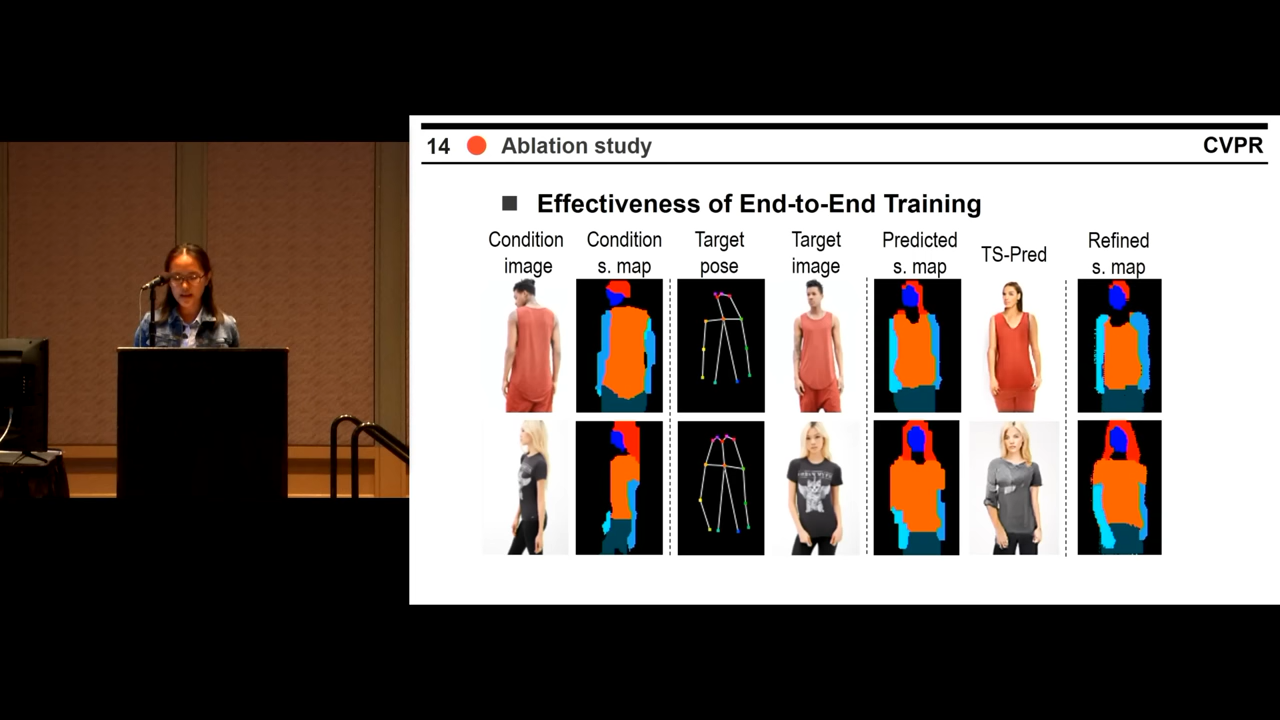 14 Ablation study CVPR
Effectiveness of End-to-End Training
Condition image
Condition s. map
Target pose
Target image
Predicted s. map
TS-Pred
Refined s. map